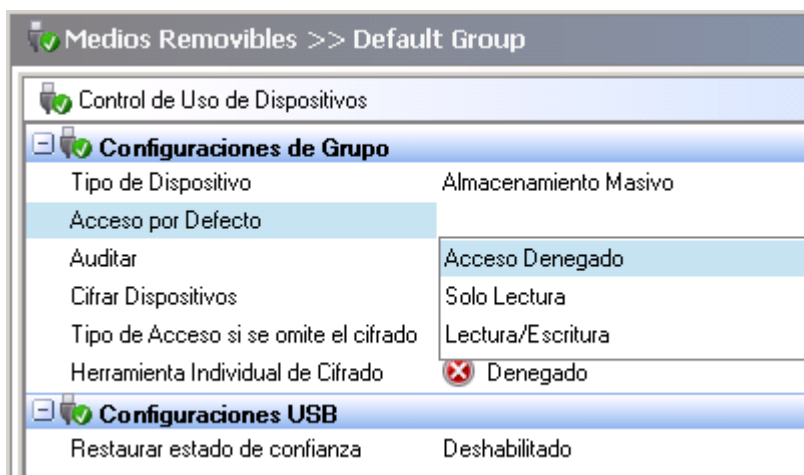 Medios Removibles >> Default Group
Control de Uso de Dispositivos
Configuraciones de Grupo
Tipo de Dispositivo Almacenamiento Masivo
Acceso por Defecto
Auditar Acceso Denegado
Cifrar Dispositivos Solo Lectura
Tipo de Acceso si se omite el cifrado Lectura/Escritura
Herramienta Individual de Cifrado Denegado
Configuraciones USB
Restaurar estado de confianza Deshabilitado